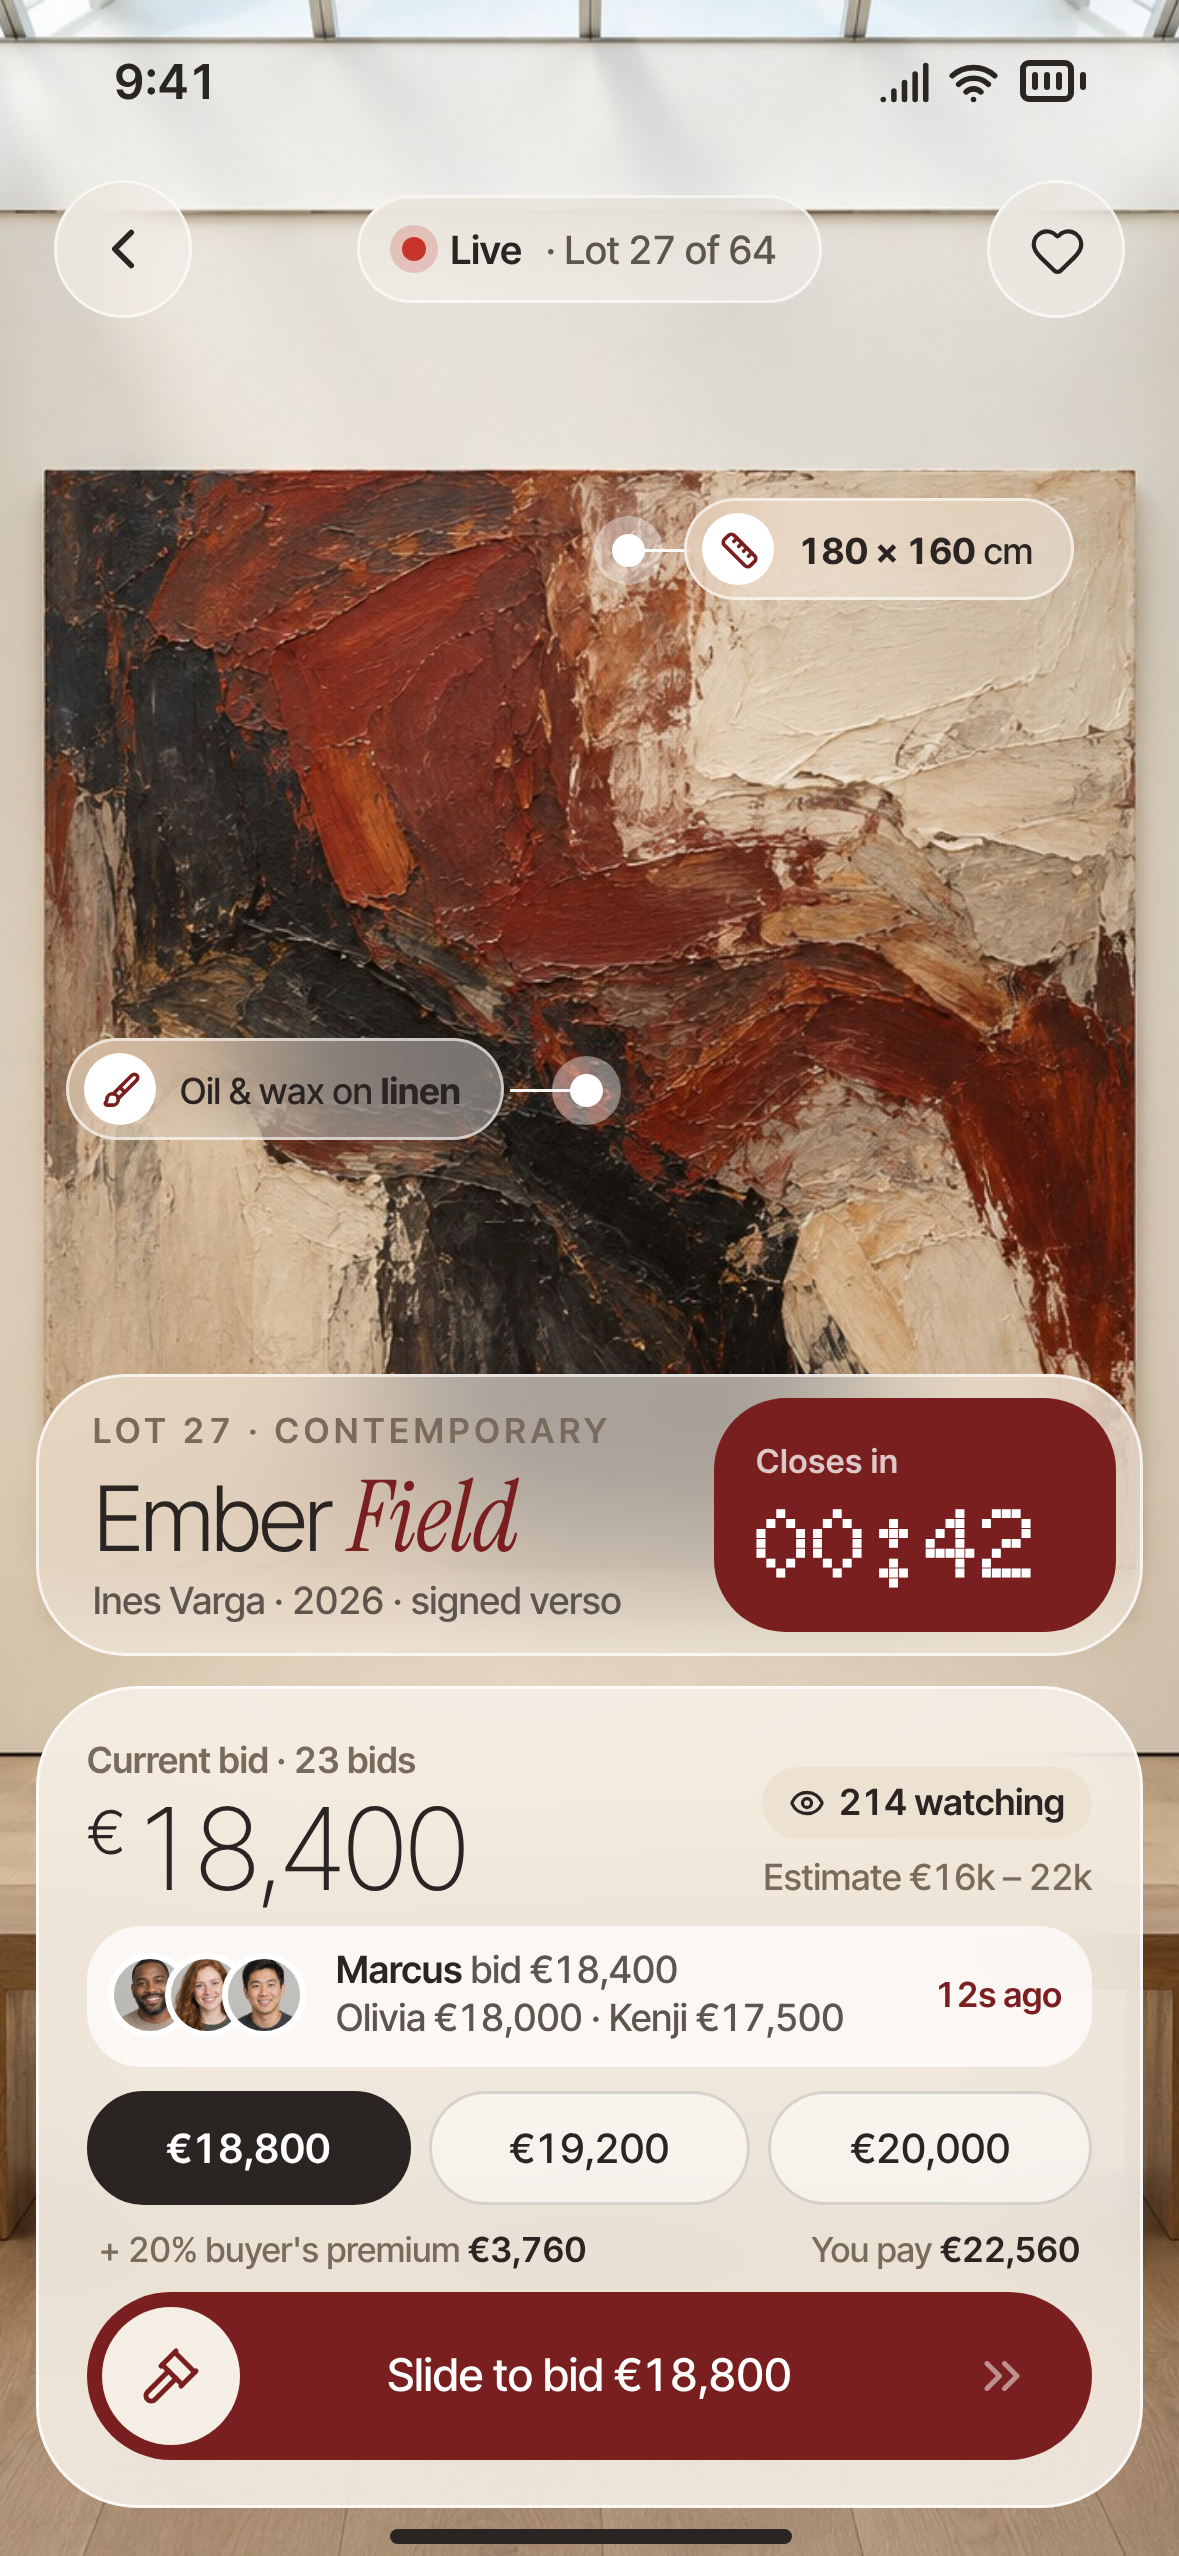 9:41
Live · Lot 27 of 64
180 × 160 cm
Oil & wax on linen
LOT 27 · CONTEMPORARY
Ember Field
Ines Varga · 2026 · signed verso
Closes in
00:42
Current bid · 23 bids
€ 18,400
214 watching
Estimate €16k – 22k
Marcus bid €18,400
Olivia €18,000 · Kenji €17,500
12s ago
€18,800
€19,200
€20,000
+ 20% buyer's premium €3,760
You pay €22,560
Slide to bid €18,800